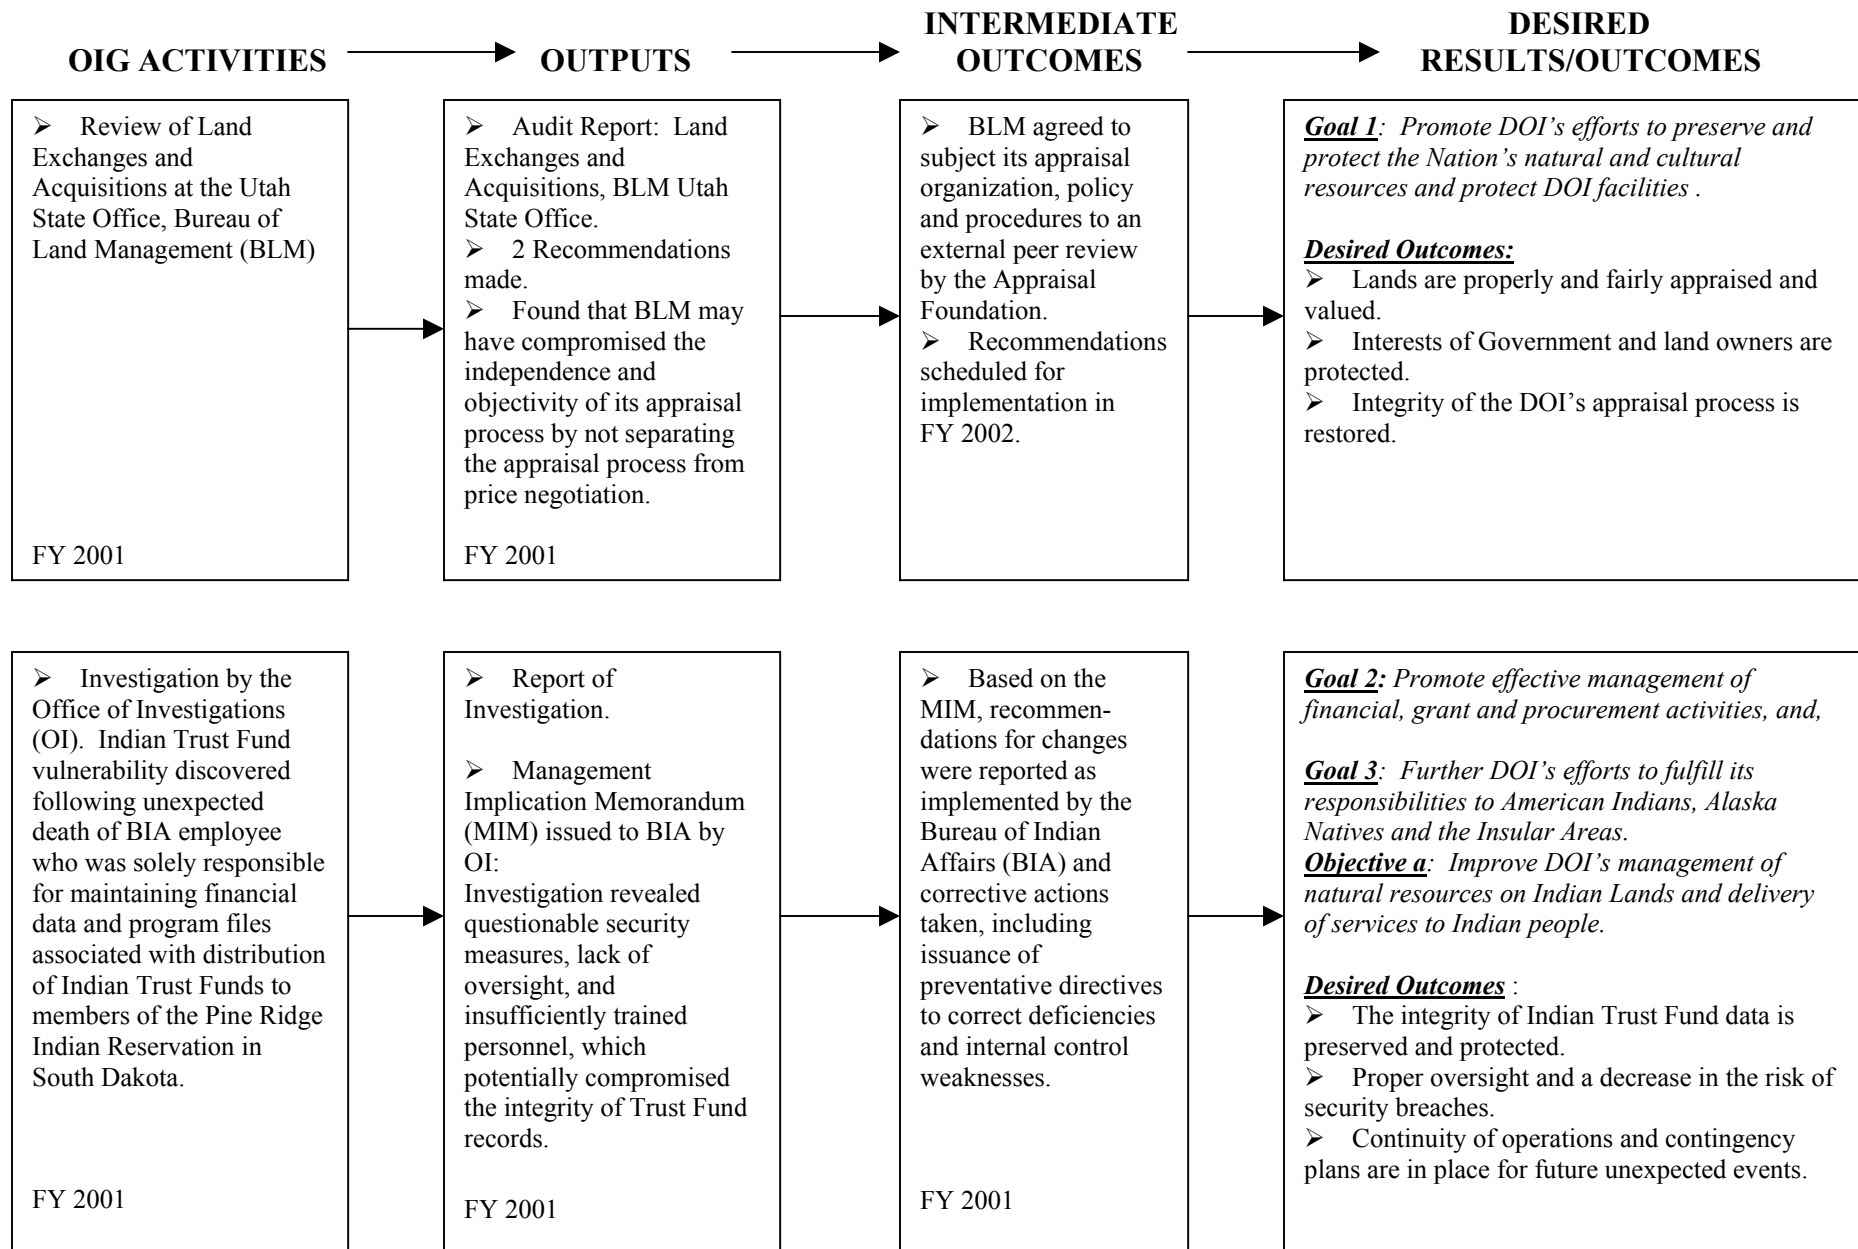 INTERMEDIATE
DESIRED
OIG ACTIVITIES
OUTPUTS
OUTCOMES
RESULTS/OUTCOMES
➢ Review of Land
Exchanges and
Acquisitions at the Utah
State Office, Bureau of
Land Management (BLM)
FY 2001
➢ Audit Report: Land
Exchanges and
Acquisitions, BLM Utah
State Office.
➢ 2 Recommendations
made.
➢ Found that BLM may
have compromised the
independence and
objectivity of its appraisal
process by not separating
the appraisal process from
price negotiation.
FY 2001
➢ BLM agreed to
subject its appraisal
organization, policy
and procedures to an
external peer review
by the Appraisal
Foundation.
➢ Recommendations
scheduled for
implementation in
FY 2002.
Goal 1: Promote DOI’s efforts to preserve and
protect the Nation’s natural and cultural
resources and protect DOI facilities .
Desired Outcomes:
➢ Lands are properly and fairly appraised and
valued.
➢ Interests of Government and land owners are
protected.
➢ Integrity of the DOI’s appraisal process is
restored.
➢ Investigation by the
Office of Investigations
(OI). Indian Trust Fund
vulnerability discovered
following unexpected
death of BIA employee
who was solely responsible
for maintaining financial
data and program files
associated with distribution
of Indian Trust Funds to
members of the Pine Ridge
Indian Reservation in
South Dakota.
FY 2001
➢ Report of
Investigation.
➢ Management
Implication Memorandum
(MIM) issued to BIA by
OI:
Investigation revealed
questionable security
measures, lack of
oversight, and
insufficiently trained
personnel, which
potentially compromised
the integrity of Trust Fund
records.
FY 2001
➢ Based on the
MIM, recommen-
dations for changes
were reported as
implemented by the
Bureau of Indian
Affairs (BIA) and
corrective actions
taken, including
issuance of
preventative directives
to correct deficiencies
and internal control
weaknesses.
FY 2001
Goal 2: Promote effective management of
financial, grant and procurement activities, and,
Goal 3: Further DOI’s efforts to fulfill its
responsibilities to American Indians, Alaska
Natives and the Insular Areas.
Objective a: Improve DOI’s management of
natural resources on Indian Lands and delivery
of services to Indian people.
Desired Outcomes :
➢ The integrity of Indian Trust Fund data is
preserved and protected.
➢ Proper oversight and a decrease in the risk of
security breaches.
➢ Continuity of operations and contingency
plans are in place for future unexpected events.